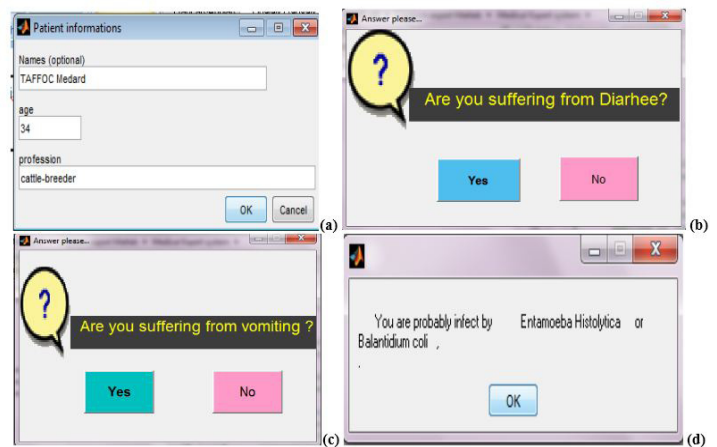 Patient informations
Names (optional)
TAFFOC Medard
age
34
profession
cattle-breeder
OK Cancel
(a)
Answer please...
?
Are you suffering from Diarhee?
Yes No
(b)
Answer please...
?
Are you suffering from vomiting ?
Yes No
(c)
You are probably infect by Entamoeba Histolytica or
Balantidium coli ,
.
OK
(d)